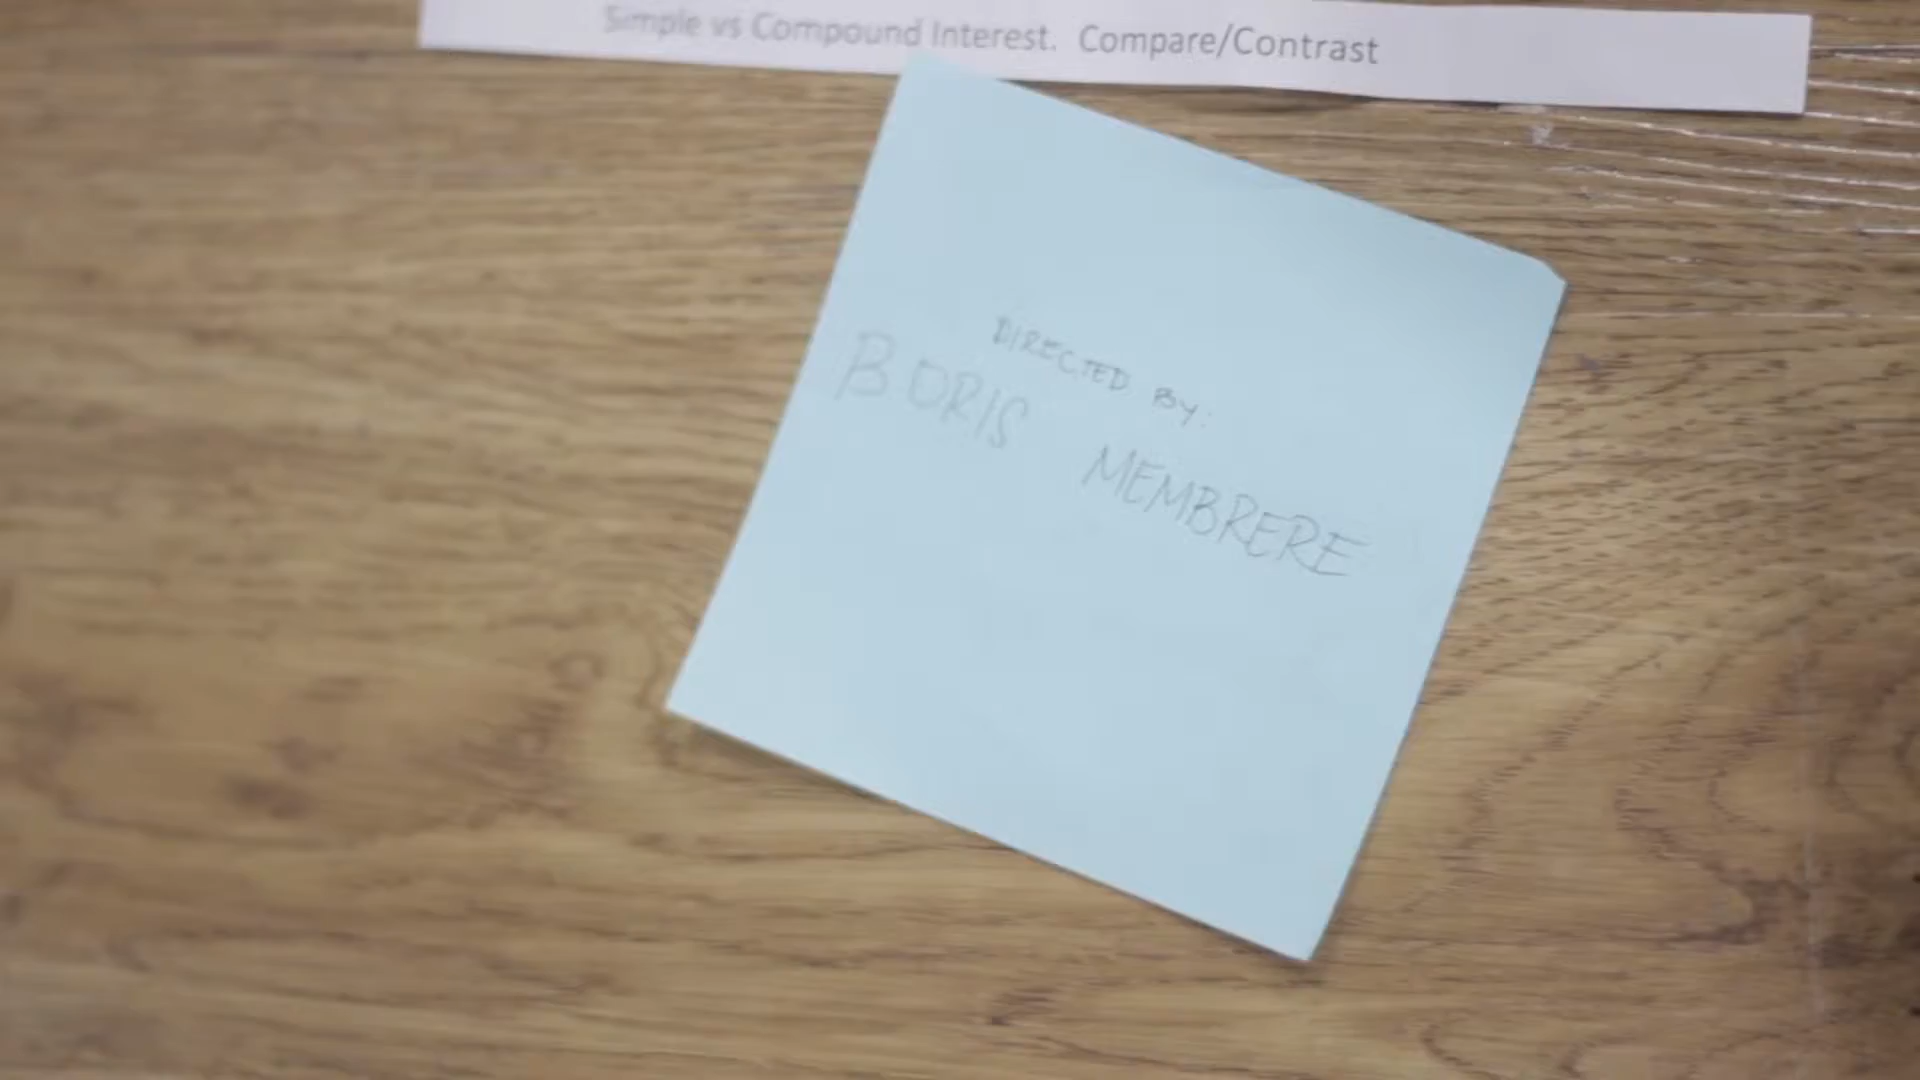 Simple vs Compound Interest. Compare/Contrast
DIRECTED BY:
BORIS MEMBRERE